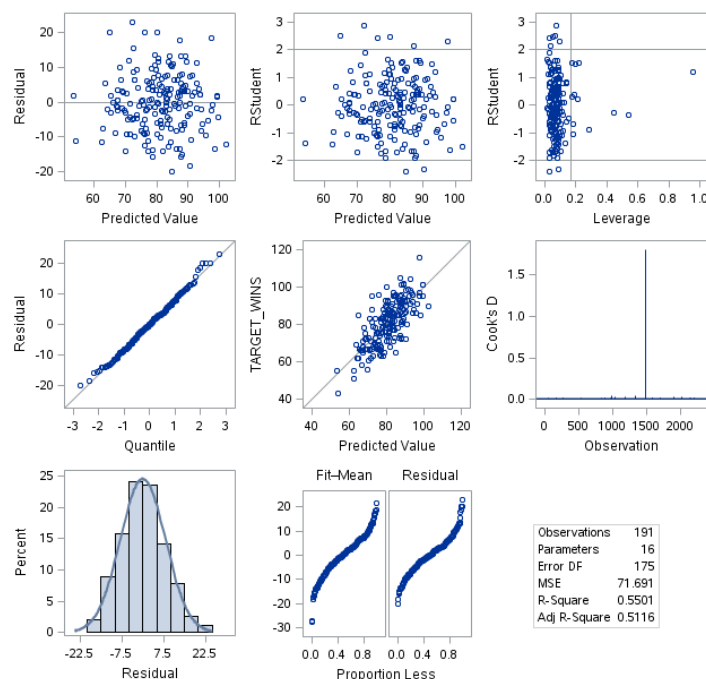 Residual
20
10
0
-10
-20
60 70 80 90 100
Predicted Value
RStudent
3
2
1
0
-1
-2
60 70 80 90 100
Predicted Value
RStudent
3
2
1
0
-1
-2
0.0 0.2 0.4 0.6 0.8 1.0
Leverage
Residual
20
10
0
-10
-20
-3 -2 -1 0 1 2 3
Quantile
TARGET_WINS
120
100
80
60
40
40 60 80 100 120
Predicted Value
Cook's D
1.5
1.0
0.5
0.0
0 500 1000 1500 2000
Observation
Percent
25
20
15
10
5
0
-22.5 -7.5 7.5 22.5
Residual
Fit–Mean Residual
20
10
0
-10
-20
-30
0.0 0.4 0.8 0.0 0.4 0.8
Proportion Less
Observations 191
Parameters 16
Error DF 175
MSE 71.691
R-Square 0.5501
Adj R-Square 0.5116